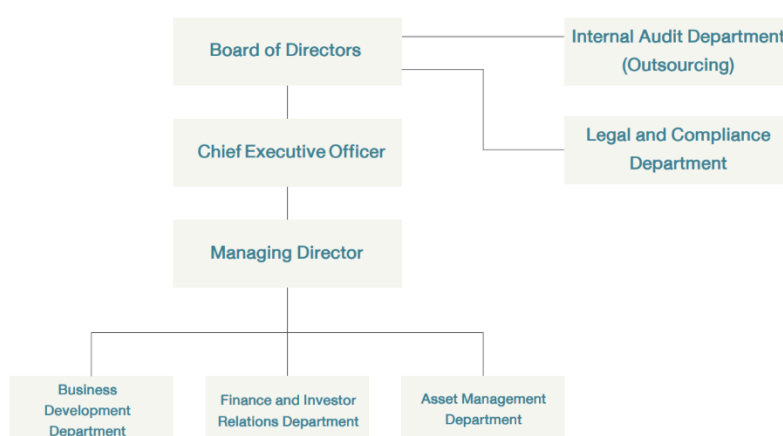 Board of Directors
Internal Audit Department
(Outsourcing)
Chief Executive Officer
Legal and Compliance
Department
Managing Director
Business
Development
Department
Finance and Investor
Relations Department
Asset Management
Department